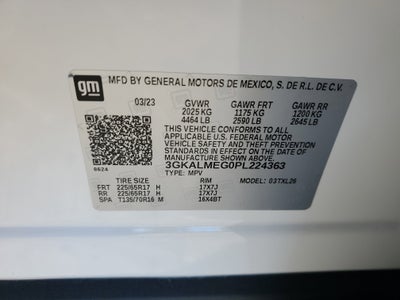 gm MFD BY GENERAL MOTORS DE MEXICO, S. DE R.L. DE C.V.
03/23 GVWR GAWR FRT GAWR RR
2025 KG 1175 KG 1200 KG
4464 LB 2590 LB 2645 LB
THIS VEHICLE CONFORMS TO ALL
APPLICABLE U.S. FEDERAL MOTOR
VEHICLE SAFETY, BUMPER, AND
THEFT PREVENTION STANDARDS IN
EFFECT ON THE DATE OF
MANUFACTURE SHOWN ABOVE.
3GKALMEG0PL224363
0624 TYPE: MPV 03TXL26
TIRE SIZE RIM
FRT 225/65R17 H 17X7J
RR 225/65R17 H 17X7J
SPA T135/70R16 M 16X4BT